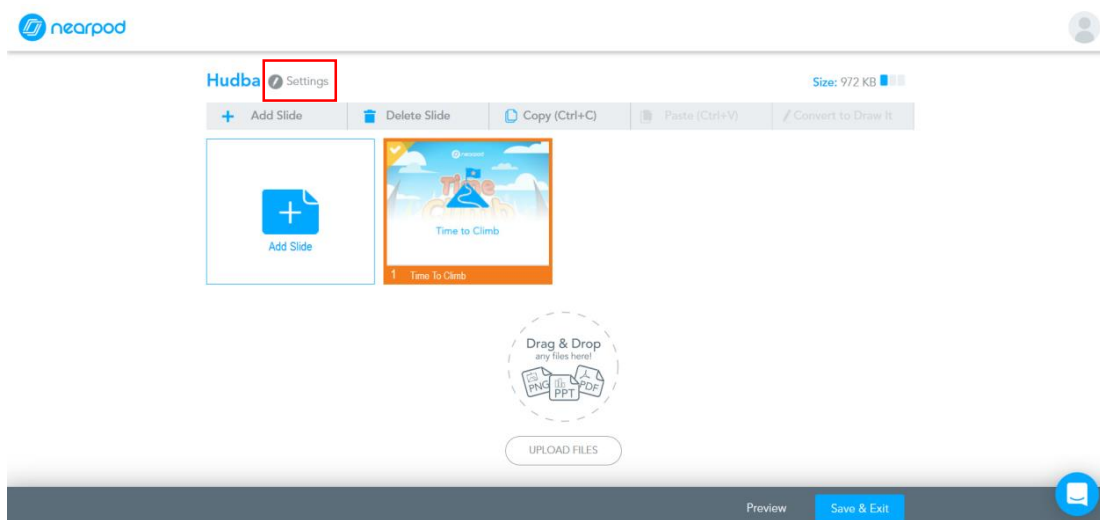 nearpod
Hudba Settings Size: 972 KB
Add Slide Delete Slide Copy (Ctrl+C) Paste (Ctrl+V) Convert to Draw It
nearpod
Time
Climb
Time to Climb
Add Slide
1 Time To Climb
Drag & Drop
any files here!
PNG PPT PDF
UPLOAD FILES
Preview Save & Exit